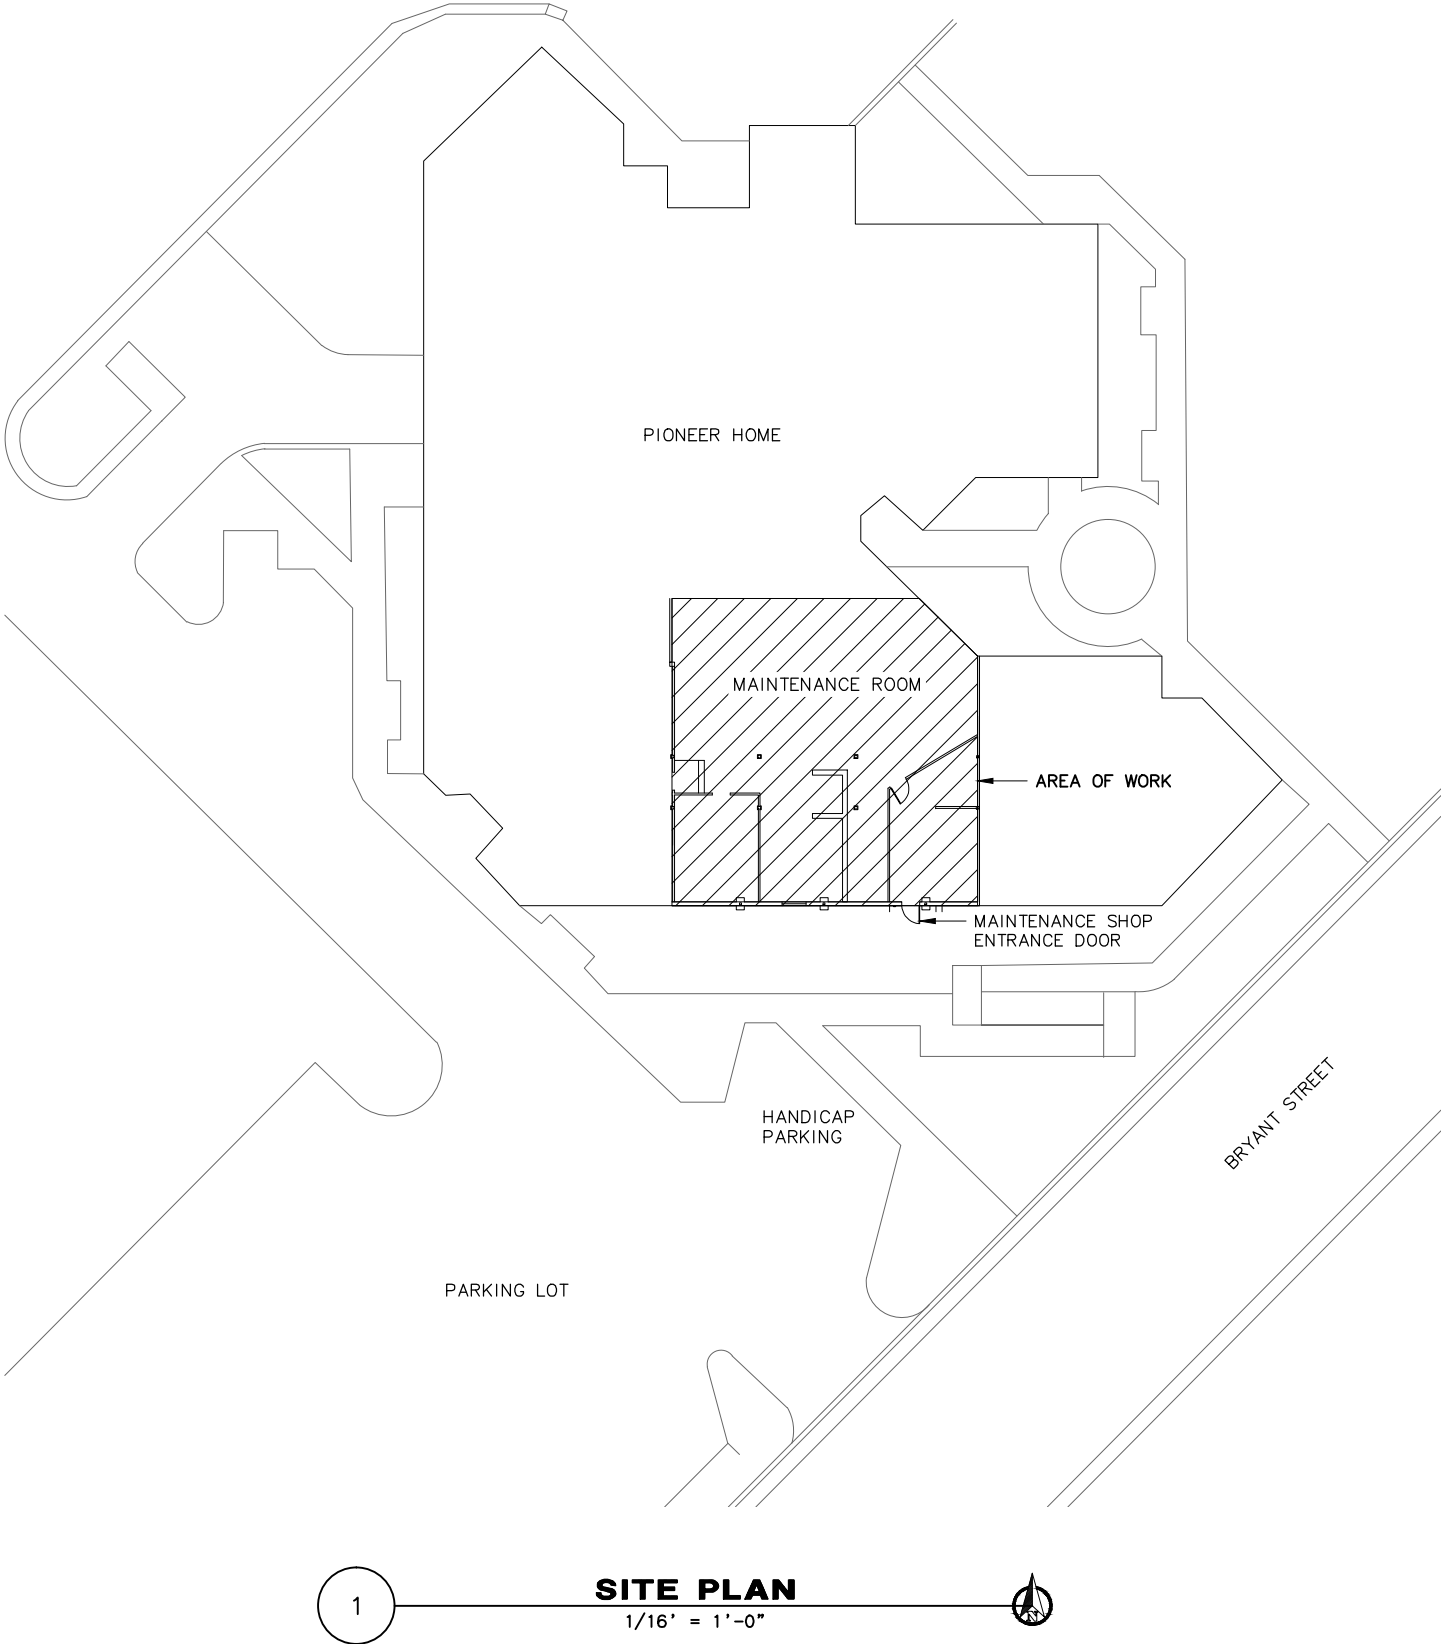 PIONEER HOME
MAINTENANCE ROOM
AREA OF WORK
MAINTENANCE SHOP
ENTRANCE DOOR
HANDICAP
PARKING
BRYANT STREET
PARKING LOT
1
SITE PLAN
1/16' = 1'-0"
N